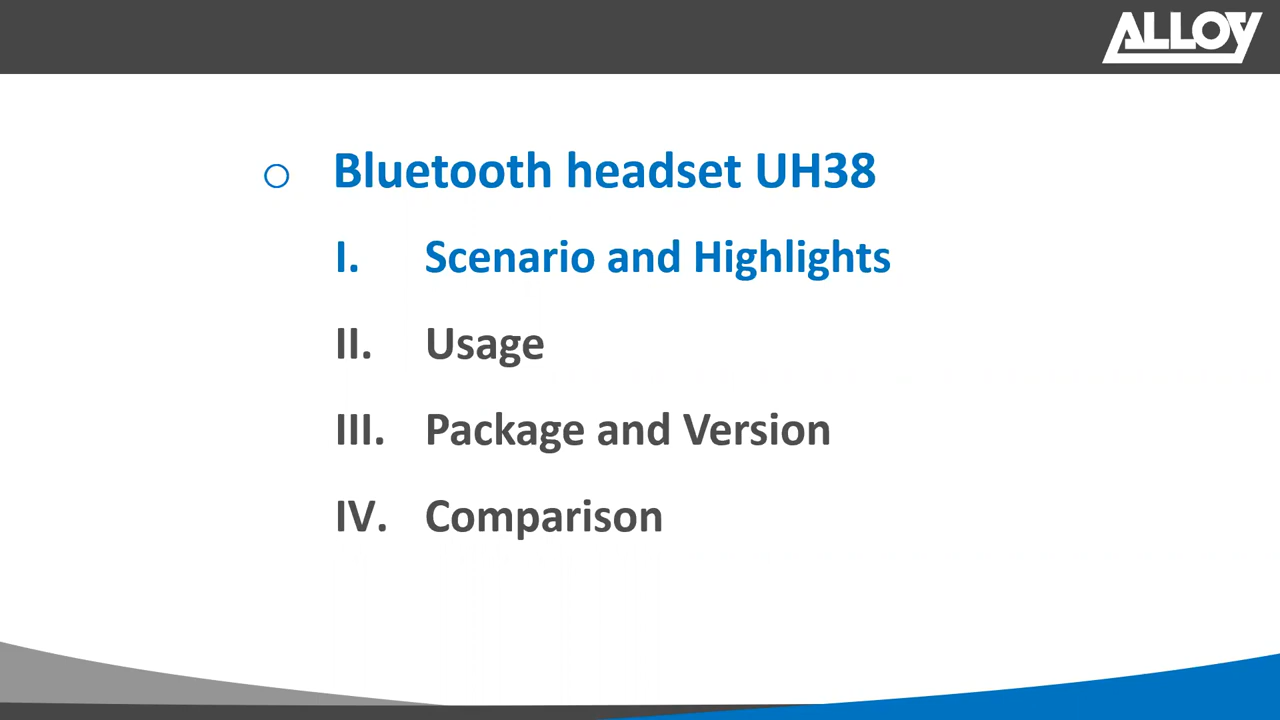 ALLOY
Bluetooth headset UH38
I. Scenario and Highlights
II. Usage
III. Package and Version
IV. Comparison